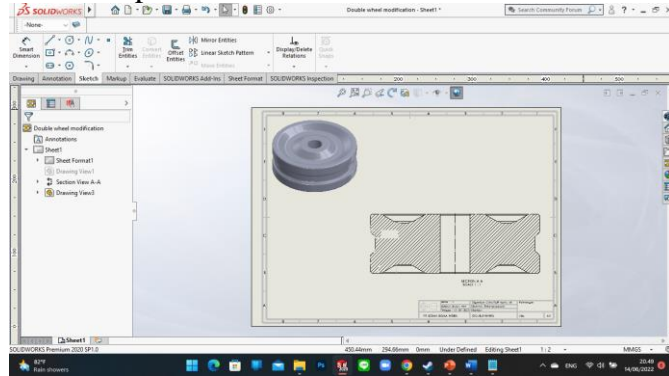 SOLIDWORKS
Double wheel modification - Sheet1 *
Search Community Forum
-None-
Smart Dimension
Trim Entities
Convert Entities
Offset Entities
Mirror Entities
Linear Sketch Pattern
Move Entities
Display/Delete Relations
Quick Snaps
Drawing Annotation Sketch Markup Evaluate SOLIDWORKS Add-Ins Sheet Format SOLIDWORKS Inspection
200 300 400 500
Double wheel modification
Annotations
Sheet1
Sheet Format1
Drawing View1
Section View A-A
Drawing View3
SECTION A-A
Sheet1
SOLIDWORKS Premium 2020 SP1.0
450.44mm 294.86mm 0mm Under Defined Editing Sheet1 1 : 2 MMGS
82°F
Rain showers
ENG
20.49
14/06/2022